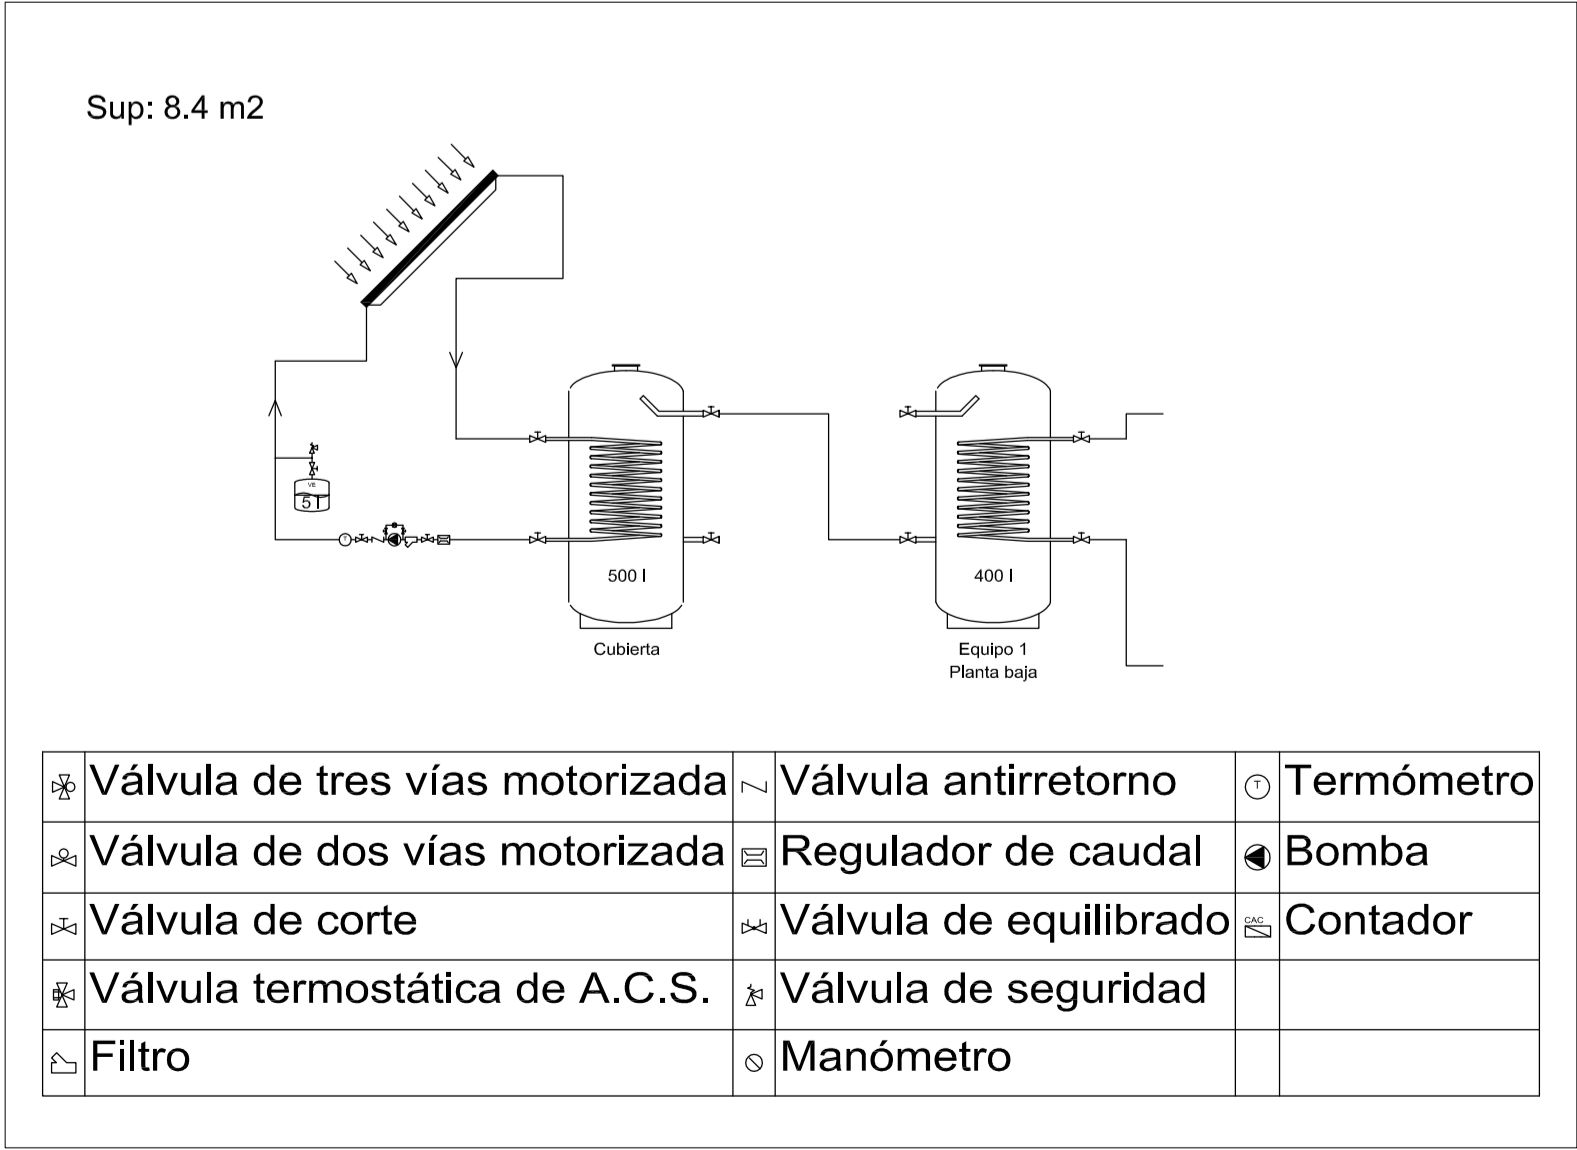 Sup: 8.4 m2
VE
5 l
T
500 l
400 l
Cubierta
Equipo 1
Planta baja
Válvula de tres vías motorizada
Válvula antirretorno
T
Termómetro
Válvula de dos vías motorizada
Regulador de caudal
Bomba
Válvula de corte
Válvula de equilibrado
CAC
Contador
Válvula termostática de A.C.S.
Válvula de seguridad
Filtro
Manómetro